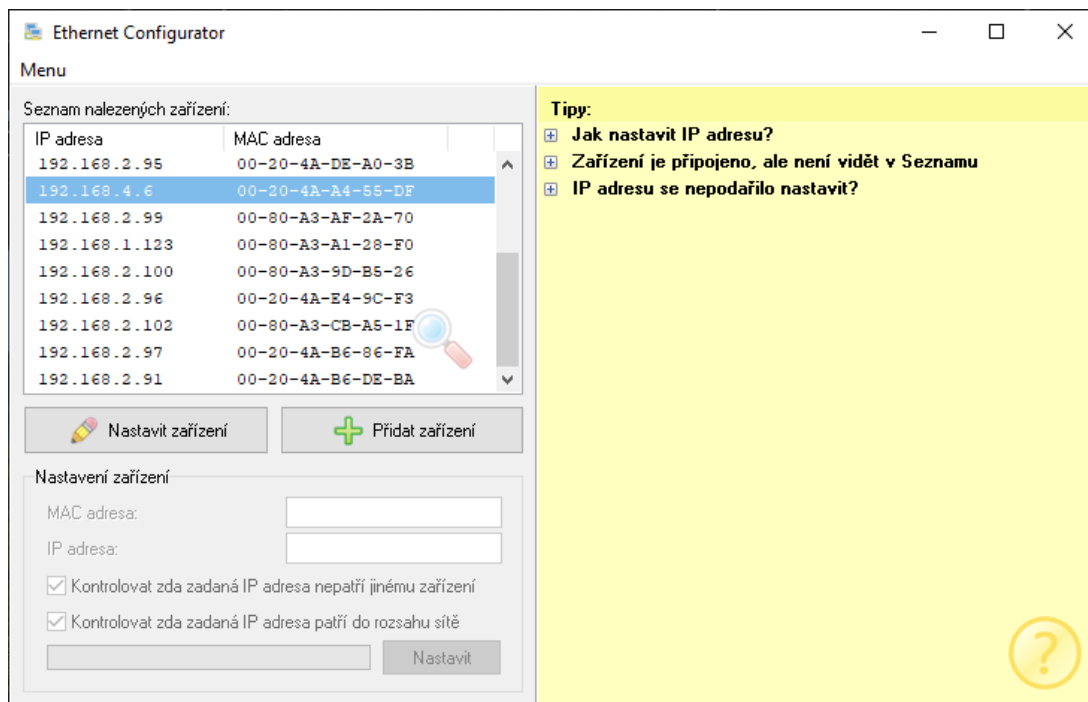 Ethernet Configurator
Menu
Seznam nalezených zařízení:
IP adresa MAC adresa
192.168.2.95 00-20-4A-DE-A0-3B
192.168.4.6 00-20-4A-A4-55-DF
192.168.2.99 00-80-A3-AF-2A-70
192.168.1.123 00-80-A3-A1-28-F0
192.168.2.100 00-80-A3-9D-B5-26
192.168.2.96 00-20-4A-E4-9C-F3
192.168.2.102 00-80-A3-CB-A5-1F
192.168.2.97 00-20-4A-B6-86-FA
192.168.2.91 00-20-4A-B6-DE-BA
Nastavit zařízení Přidat zařízení
Nastavení zařízení
MAC adresa:
IP adresa:
Kontrolovat zda zadaná IP adresa nepatří jinému zařízení
Kontrolovat zda zadaná IP adresa patří do rozsahu sítě
Nastavit
Tipy:
Jak nastavit IP adresu?
Zařízení je připojeno, ale není vidět v Seznamu
IP adresu se nepodařilo nastavit?
?